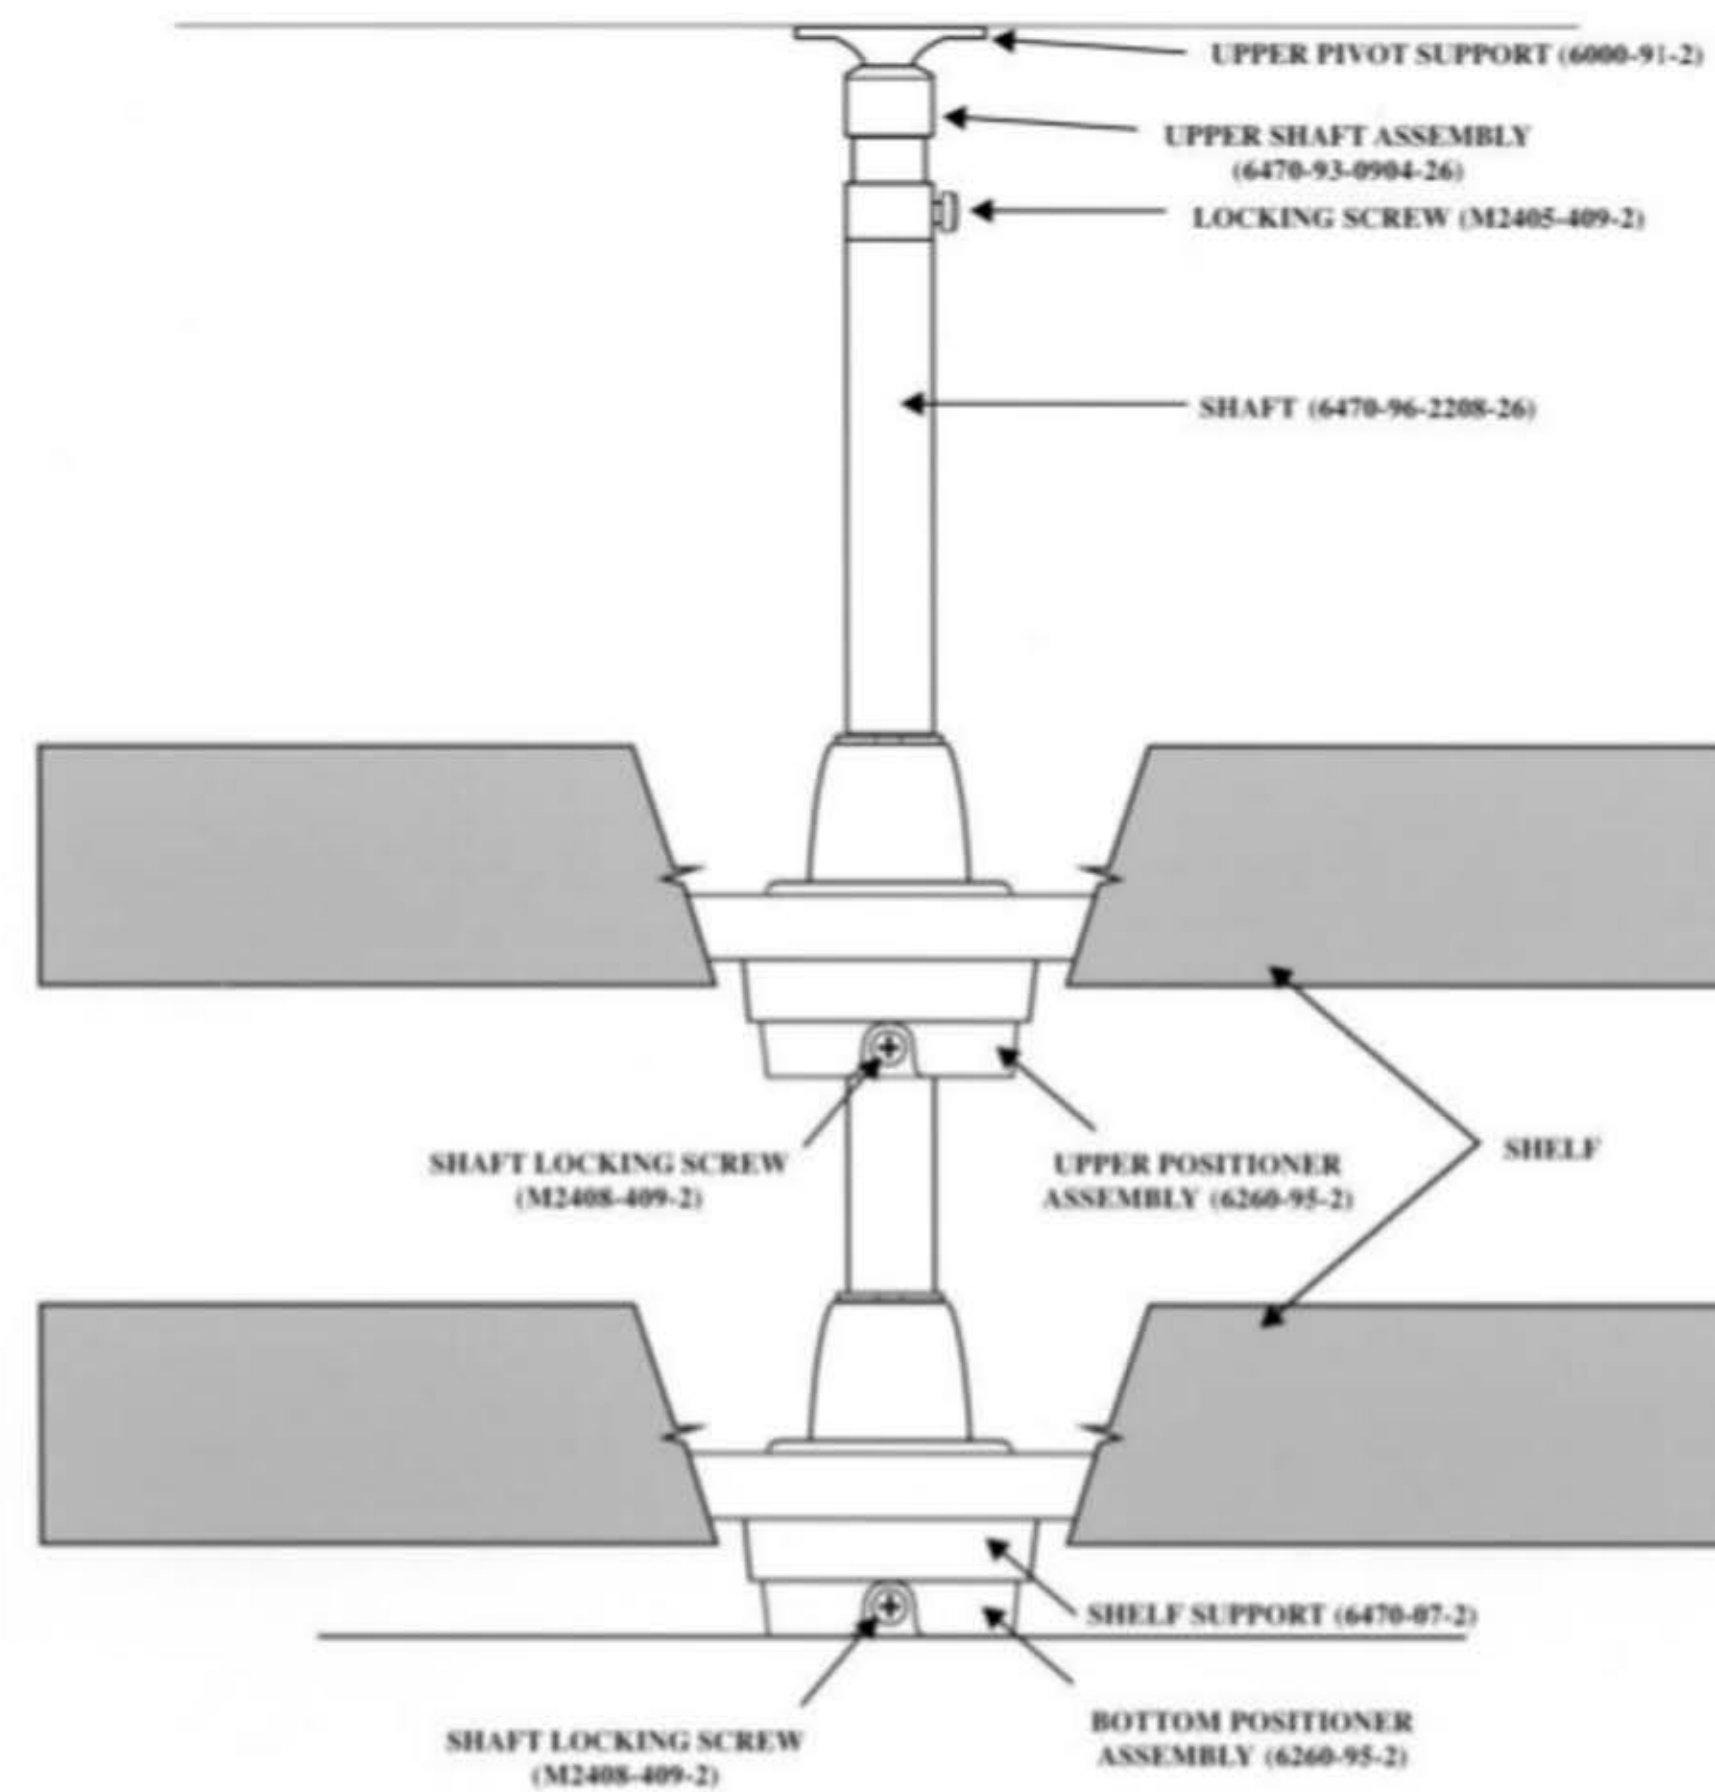 UPPER PIVOT SUPPORT (6000-91-2)
UPPER SHAFT ASSEMBLY
(6470-93-0904-26)
LOCKING SCREW (M2405-409-2)
SHAFT (6470-96-2208-26)
SHAFT LOCKING SCREW
(M2408-409-2)
UPPER POSITIONER
ASSEMBLY (6260-95-2)
SHELF
SHELF SUPPORT (6470-07-2)
SHAFT LOCKING SCREW
(M2408-409-2)
BOTTOM POSITIONER
ASSEMBLY (6260-95-2)